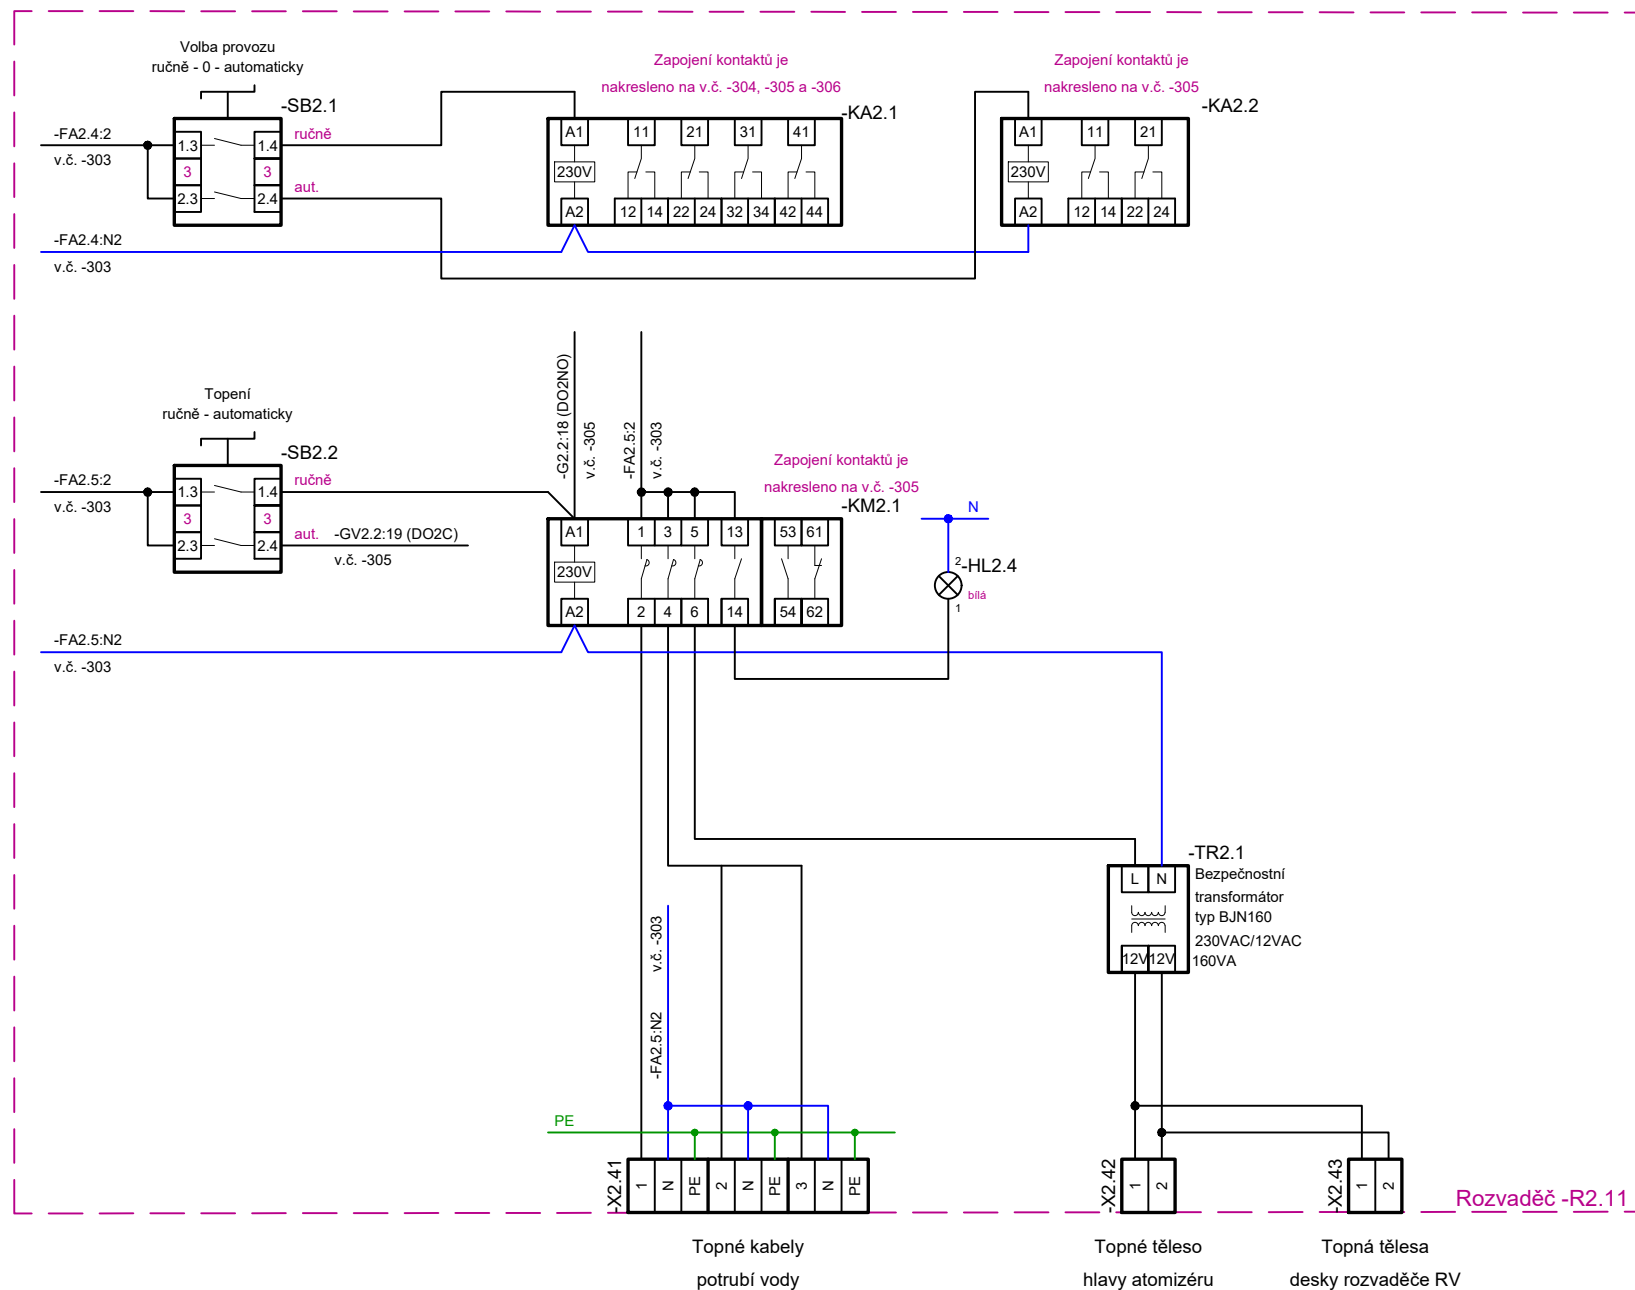 Volba provozu
ručně - 0 - automaticky
-SB2.1
-FA2.4:2
v.č. -303
1.3
1.4
3
3
2.3
2.4
ručně
aut.
-FA2.4:N2
v.č. -303
Zapojení kontaktů je
nakresleno na v.č. -304, -305 a -306
-KA2.1
A1
11
21
31
41
230V
A2
12
14
22
24
32
34
42
44
Zapojení kontaktů je
nakresleno na v.č. -305
-KA2.2
A1
11
21
230V
A2
12
14
22
24
Topení
ručně - automaticky
-SB2.2
-FA2.5:2
v.č. -303
1.3
1.4
3
3
2.3
2.4
ručně
aut.
-GV2.2:19 (DO2C)
v.č. -305
-FA2.5:N2
v.č. -303
-G2.2:18 (DO2NO)
v.č. -305
-FA2.5:2
v.č. -303
Zapojení kontaktů je
nakresleno na v.č. -305
-KM2.1
A1
1
3
5
13
53
61
230V
A2
2
4
6
14
54
62
N
2
-HL2.4
bílá
1
-TR2.1
L
N
Bezpečnostní
transformátor
typ BJN160
230VAC/12VAC
160VA
12V
12V
-FA2.5:N2
v.č. -303
PE
-X2.41
1
N
PE
2
N
PE
3
N
PE
-X2.42
1
2
-X2.43
1
2
Rozvaděč -R2.11
Topné kabely
potrubí vody
Topné těleso
hlavy atomizéru
Topná tělesa
desky rozvaděče RV